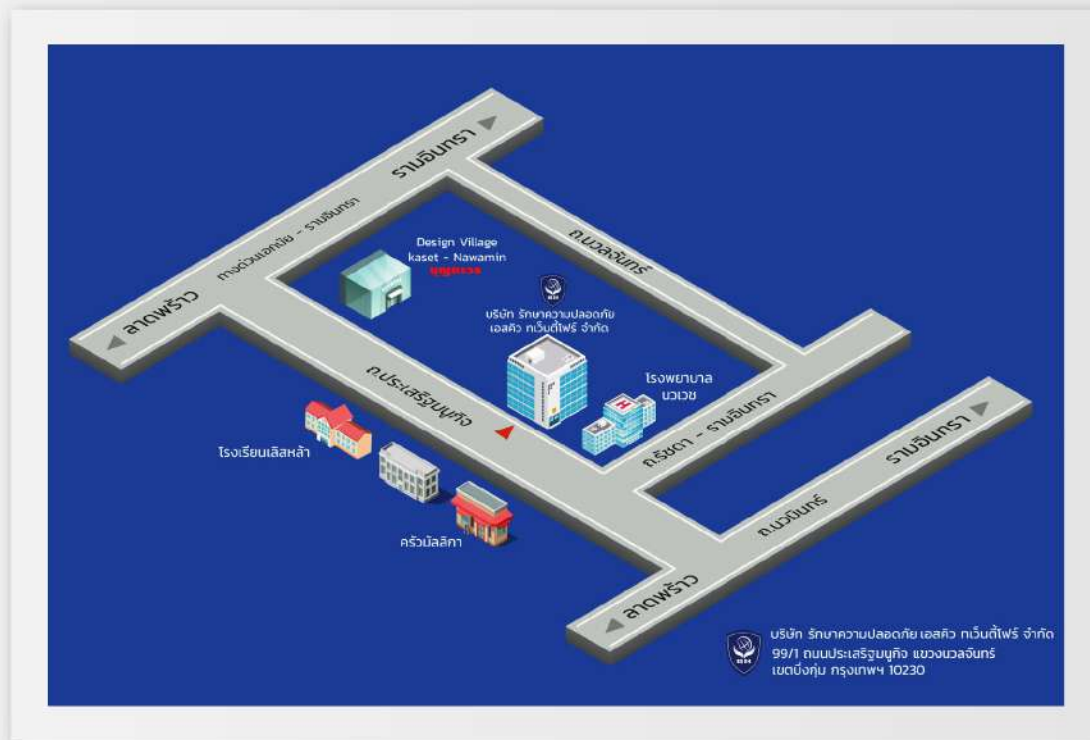 รามอินทรา
ทางด่วนเอกมัย - รามอินทรา
ลาดพร้าว
ถ.นวลจันทร์
Design Village
kaset - Nawamin
บริษัท รักษาความปลอดภัย
เอสคิว ทเว็นตี้โฟร์ จำกัด
ถ.ประเสริฐมนูกิจ
โรงพยาบาล
นวเวช
ถ.รัชดา - รามอินทรา
โรงเรียนเลิศหล้า
ครัวมัลลิกา
รามอินทรา
ถ.นวมินทร์
ลาดพร้าว
บริษัท รักษาความปลอดภัย เอสคิว ทเว็นตี้โฟร์ จำกัด
99/1 ถนนประเสริฐมนูกิจ แขวงนวลจันทร์
เขตบึงกุ่ม กรุงเทพฯ 10230